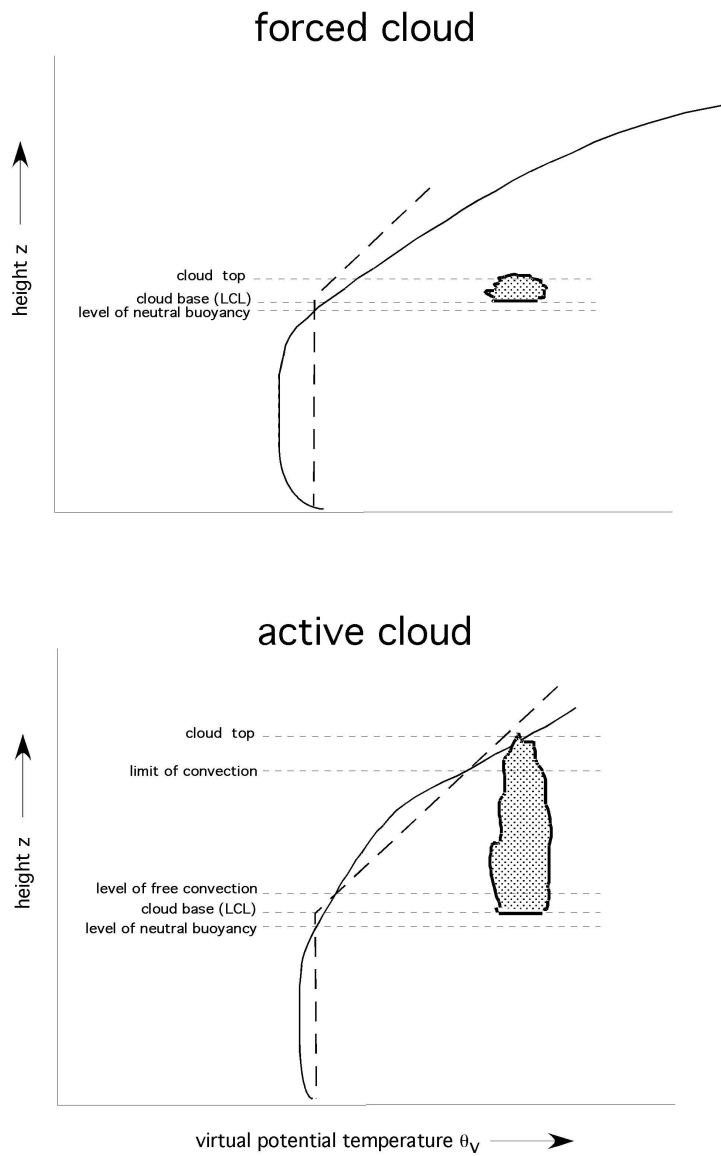 forced cloud
height z
cloud top
cloud base (LCL)
level of neutral buoyancy
active cloud
height z
cloud top
limit of convection
level of free convection
cloud base (LCL)
level of neutral buoyancy
virtual potential temperature θv